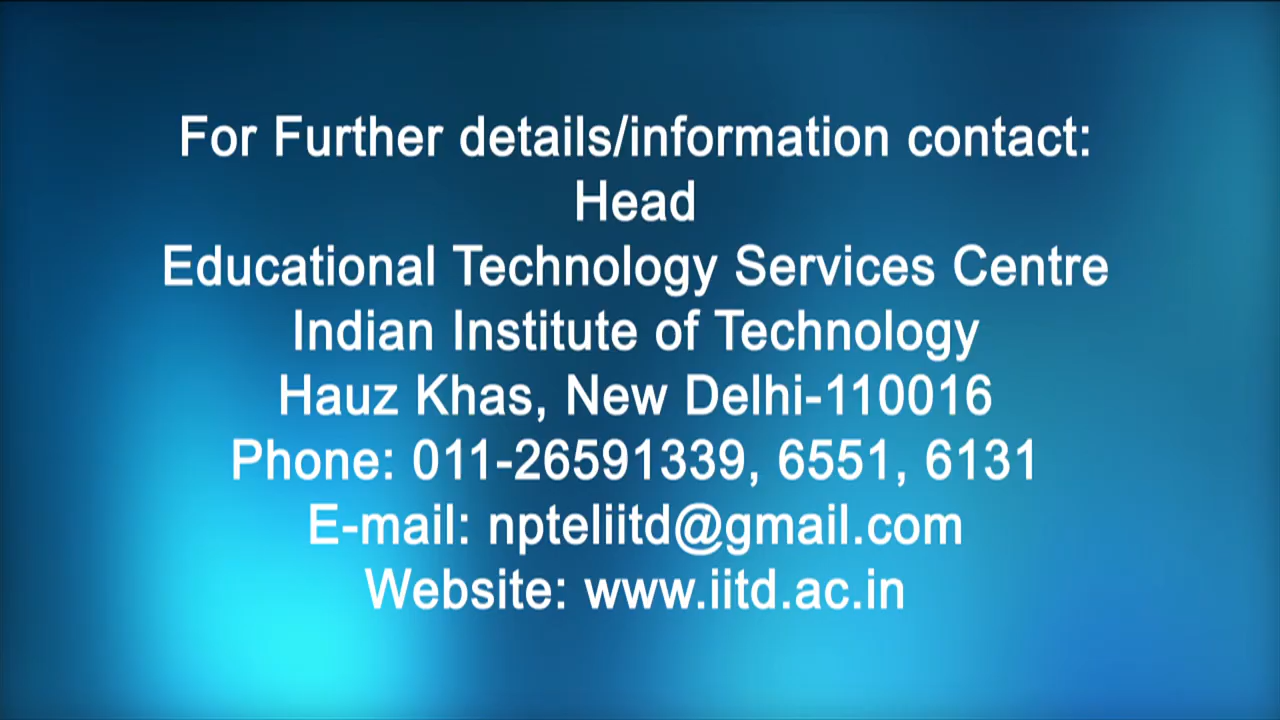 For Further details/information contact:
Head
Educational Technology Services Centre
Indian Institute of Technology
Hauz Khas, New Delhi-110016
Phone: 011-26591339, 6551, 6131
E-mail: npteliitd@gmail.com
Website: www.iitd.ac.in